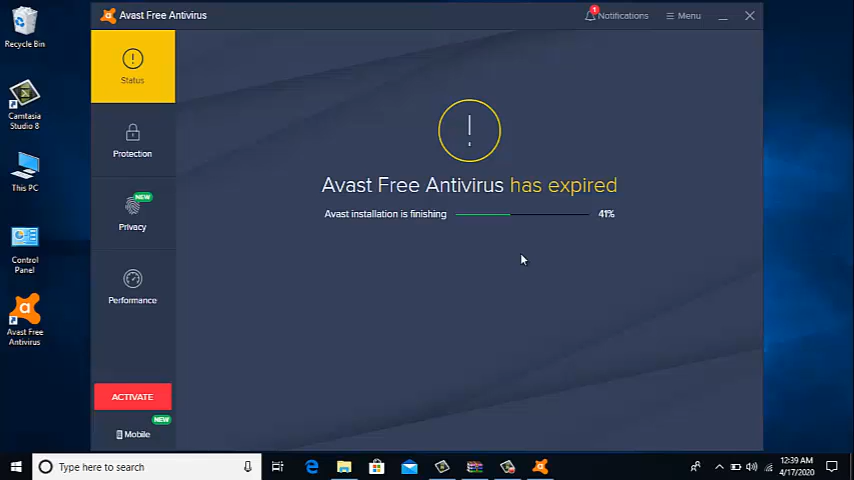 Recycle Bin
Camtasia
Studio 8
This PC
Control
Panel
Avast Free
Antivirus
Avast Free Antivirus
1
Notifications
Menu
Status
Protection
NEW
Privacy
Performance
ACTIVATE
NEW
Mobile
Avast Free Antivirus has expired
Avast installation is finishing 41%
Type here to search
12:39 AM
4/17/2020